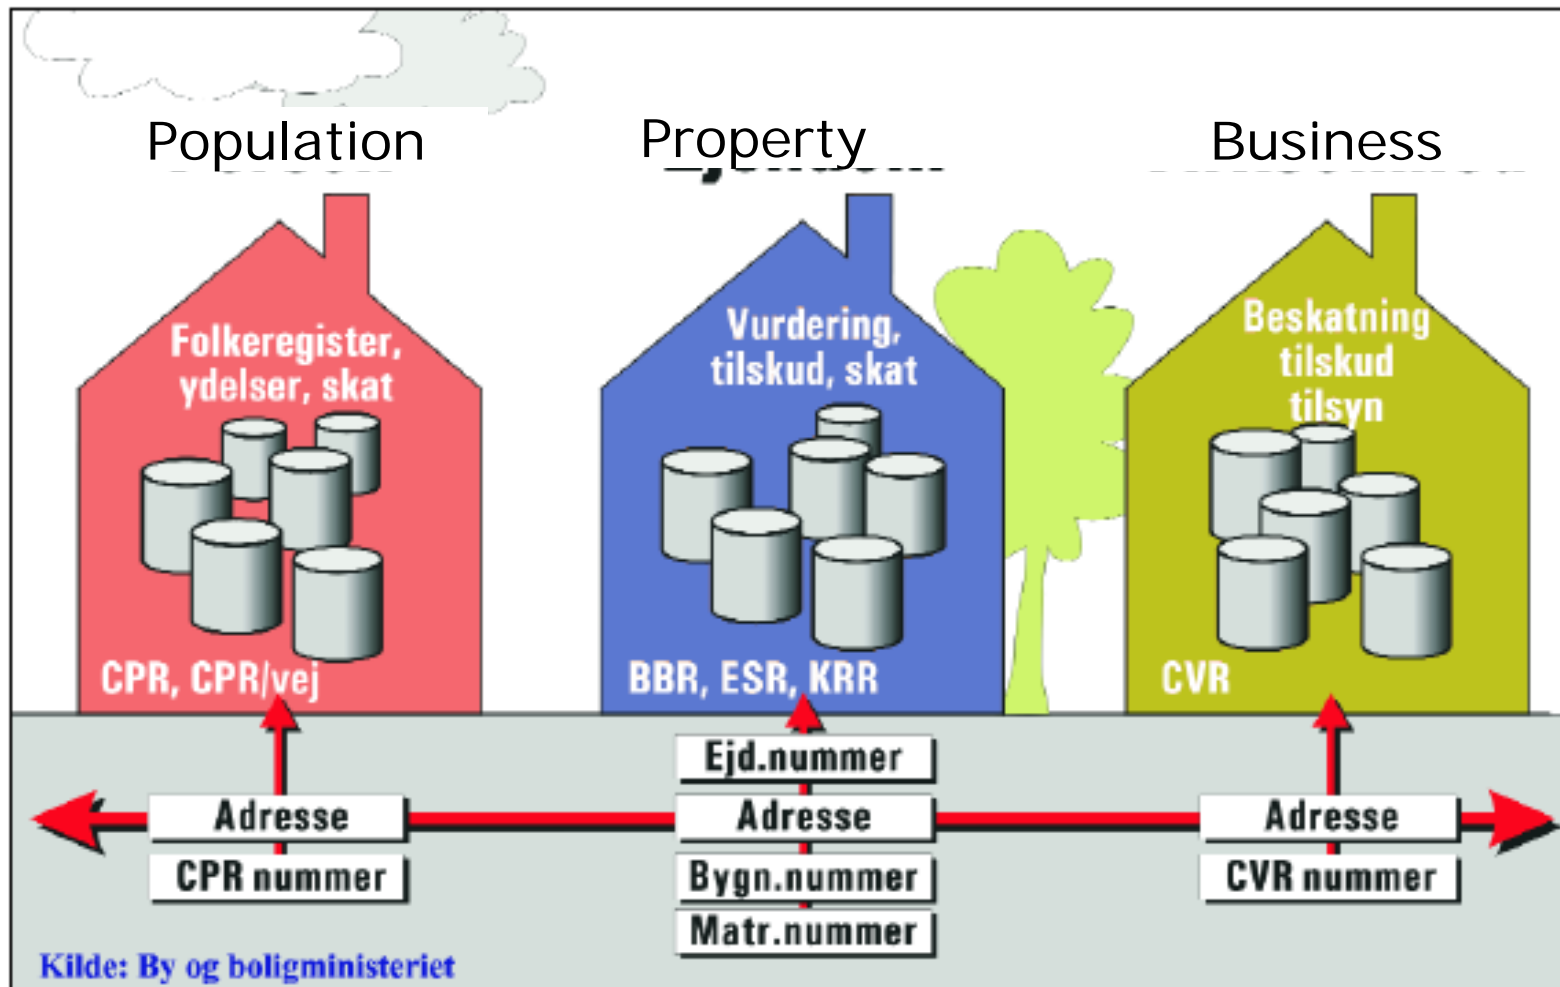 Population
Property
Business
Folkeregister,
ydelser, skat
CPR, CPR/vej
Vurdering,
tilskud, skat
BBR, ESR, KRR
Beskatning
tilskud
tilsyn
CVR
Adresse
CPR nummer
Ejd.nummer
Adresse
Bygn.nummer
Matr.nummer
Adresse
CVR nummer
Kilde: By og boligministeriet